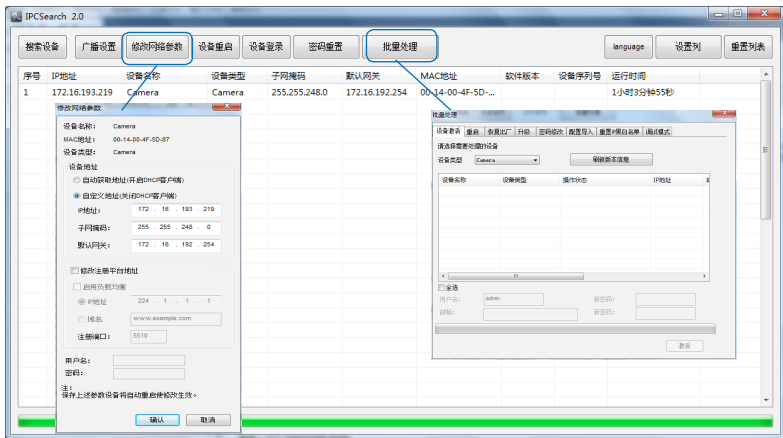 IPCSearch 2.0
搜索设备 广播设置 修改网络参数 设备重启 设备登录 密码重置 批量处理 language 设置列 重置列表
序号 IP地址 设备名称 设备类型 子网掩码 默认网关 MAC地址 软件版本 设备序列号 运行时间
1 172.16.193.219 Camera Camera 255.255.248.0 172.16.192.254 00-14-00-4F-5D-... 1小时3分钟55秒
修改网络参数
设备名称: Camera
MAC地址: 00-14-00-4F-5D-87
设备类型: Camera
设备地址
自动获取地址(开启DHCP客户端)
自定义地址(关闭DHCP客户端)
IP地址: 172 . 16 . 193 . 219
子网掩码: 255 . 255 . 248 . 0
默认网关: 172 . 16 . 192 . 254
修改注册平台地址
启用负载均衡
IP地址 224 . 1 . 1 . 1
域名 www.example.com
注册端口: 5510
用户名:
密码:
注:
保存上述参数设备将自动重启使修改生效。
确认 取消
批量处理
设备激活 重启 恢复出厂 升级 密码修改 配置导入 重置IP黑白名单 调试模式
请选择需要处理的设备
设备类型 Camera 刷新版本信息
设备名称 设备类型 操作状态 IP地址
全选
用户名: admin 新密码:
邮箱: 新密码:
激活